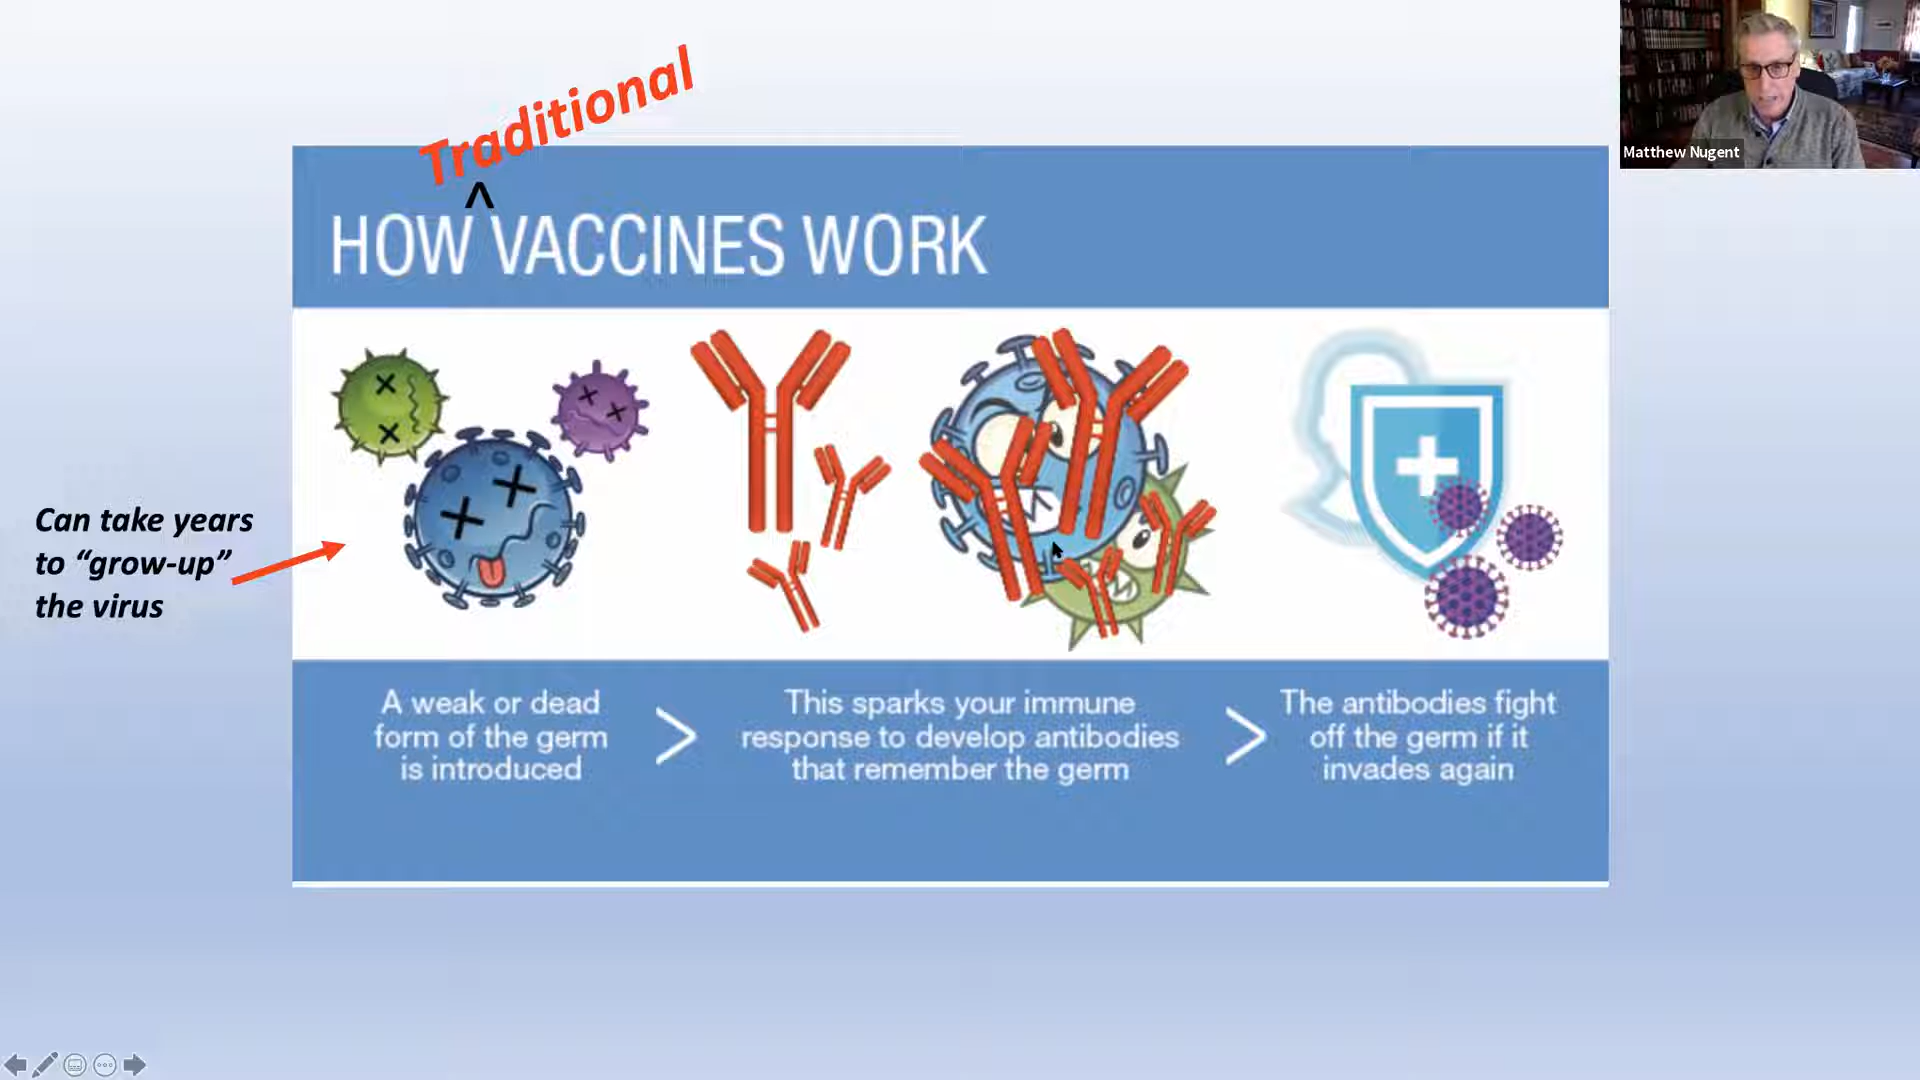 Traditional
^
HOW VACCINES WORK
Can take years
to “grow-up”
the virus
A weak or dead
form of the germ
is introduced
>
This sparks your immune
response to develop antibodies
that remember the germ
>
The antibodies fight
off the germ if it
invades again
Matthew Nugent